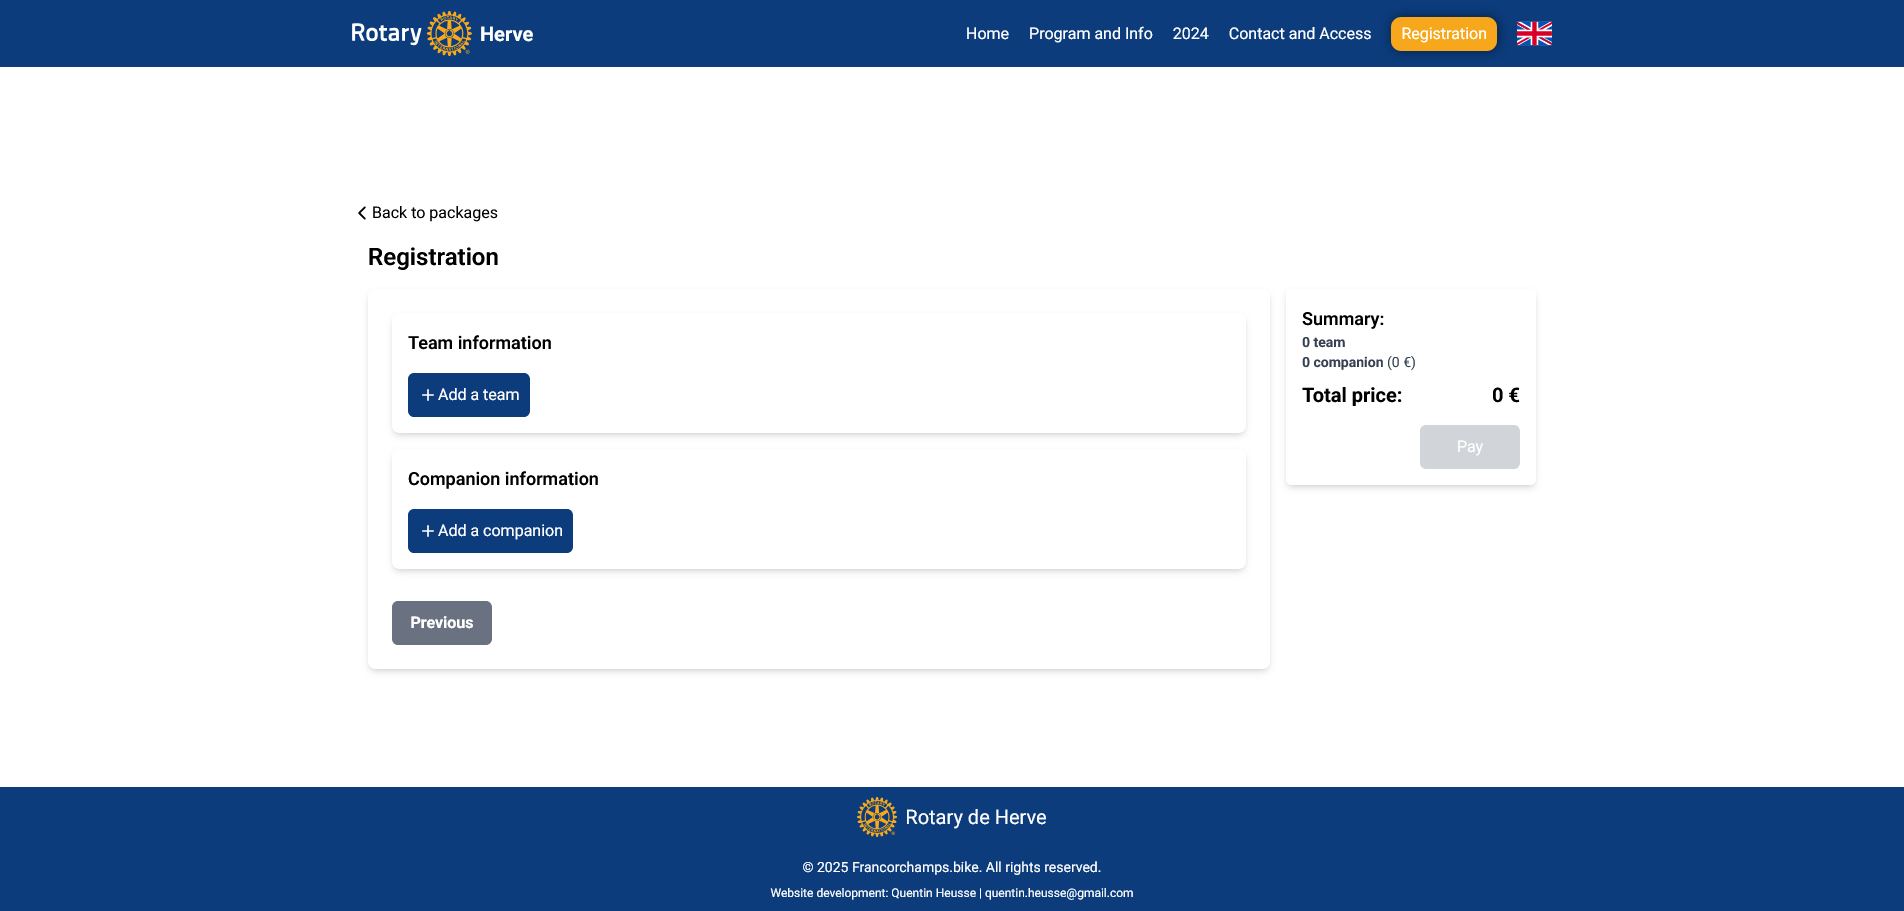 Rotary Herve
Home Program and Info 2024 Contact and Access Registration
Back to packages
Registration
Team information
+ Add a team
Companion information
+ Add a companion
Previous
Summary:
0 team
0 companion (0 €)
Total price: 0 €
Pay
Rotary de Herve
© 2025 Francorchamps.bike. All rights reserved.
Website development: Quentin Heusse | quentin.heusse@gmail.com